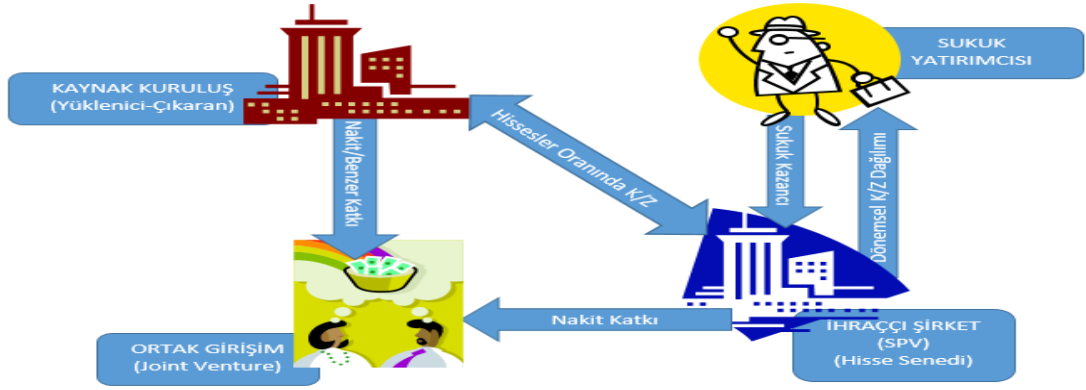 KAYNAK KURULUŞ
(Yüklenici-Çıkaran)
SUKUK
YATIRIMCISI
Nakit/Benzer Katkı
Hissesler Oranında K/Z
Sukuk Kazancı
Dönemsel K/Z Dağılımı
Nakit Katkı
ORTAK GİRİŞİM
(Joint Venture)
İHRAÇÇI ŞİRKET
(SPV)
(Hisse Senedi)